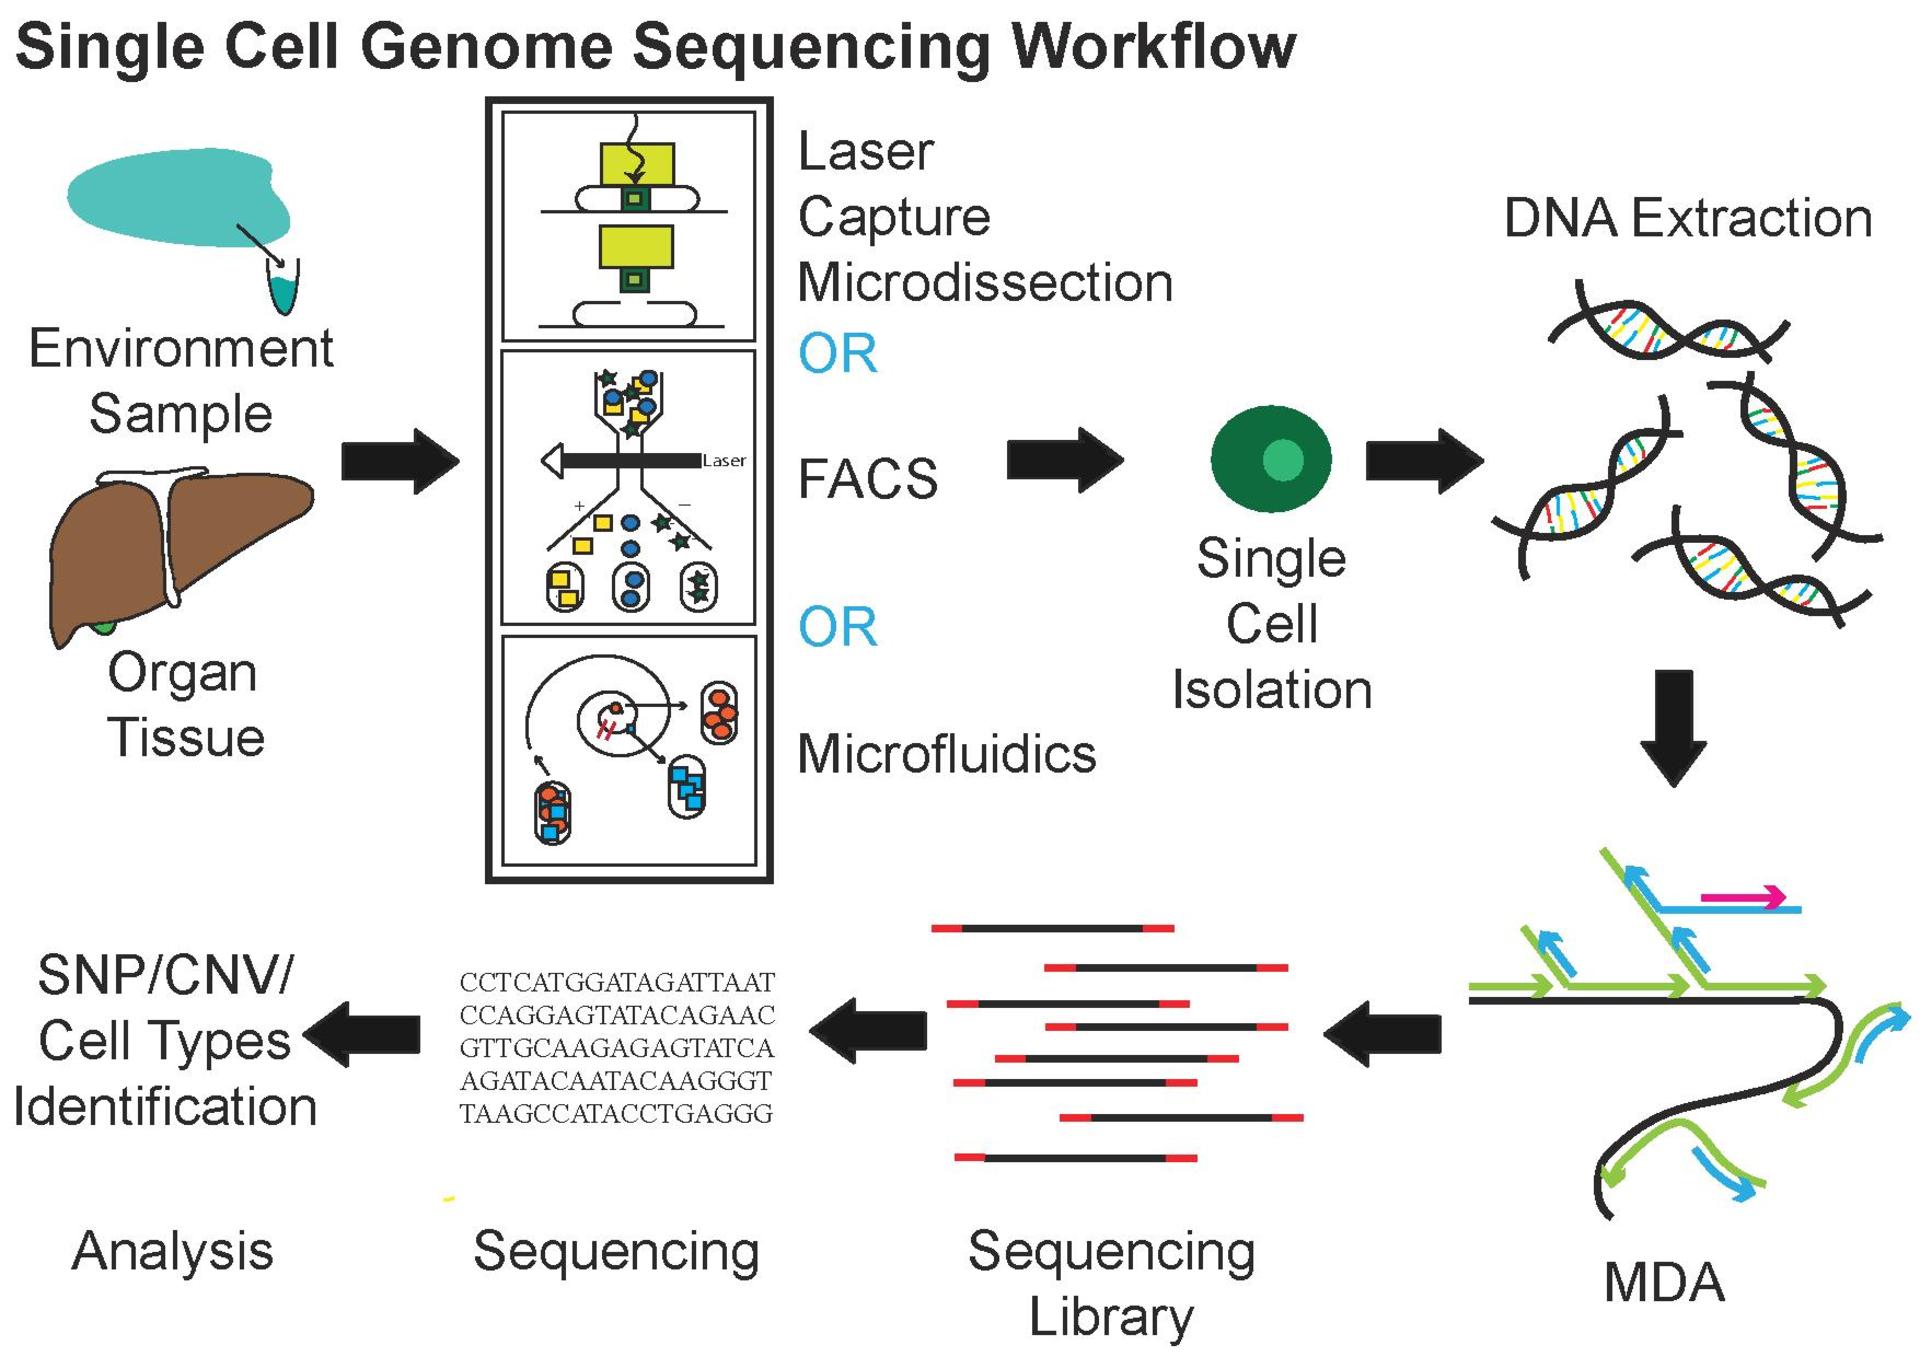 Single Cell Genome Sequencing Workflow
Environment
Sample
Organ
Tissue
Laser
Capture
Microdissection
OR
FACS
OR
Microfluidics
Laser
+
−
Single
Cell
Isolation
DNA Extraction
MDA
Sequencing
Library
CCTCATGGATAGATTAAT
CCAGGAGTATACAGAAC
GTTGCAAGAGAGTATCA
AGATACAATACAAGGGT
TAAGCCATACCTGAGGG
Sequencing
SNP/CNV/
Cell Types
Identification
Analysis